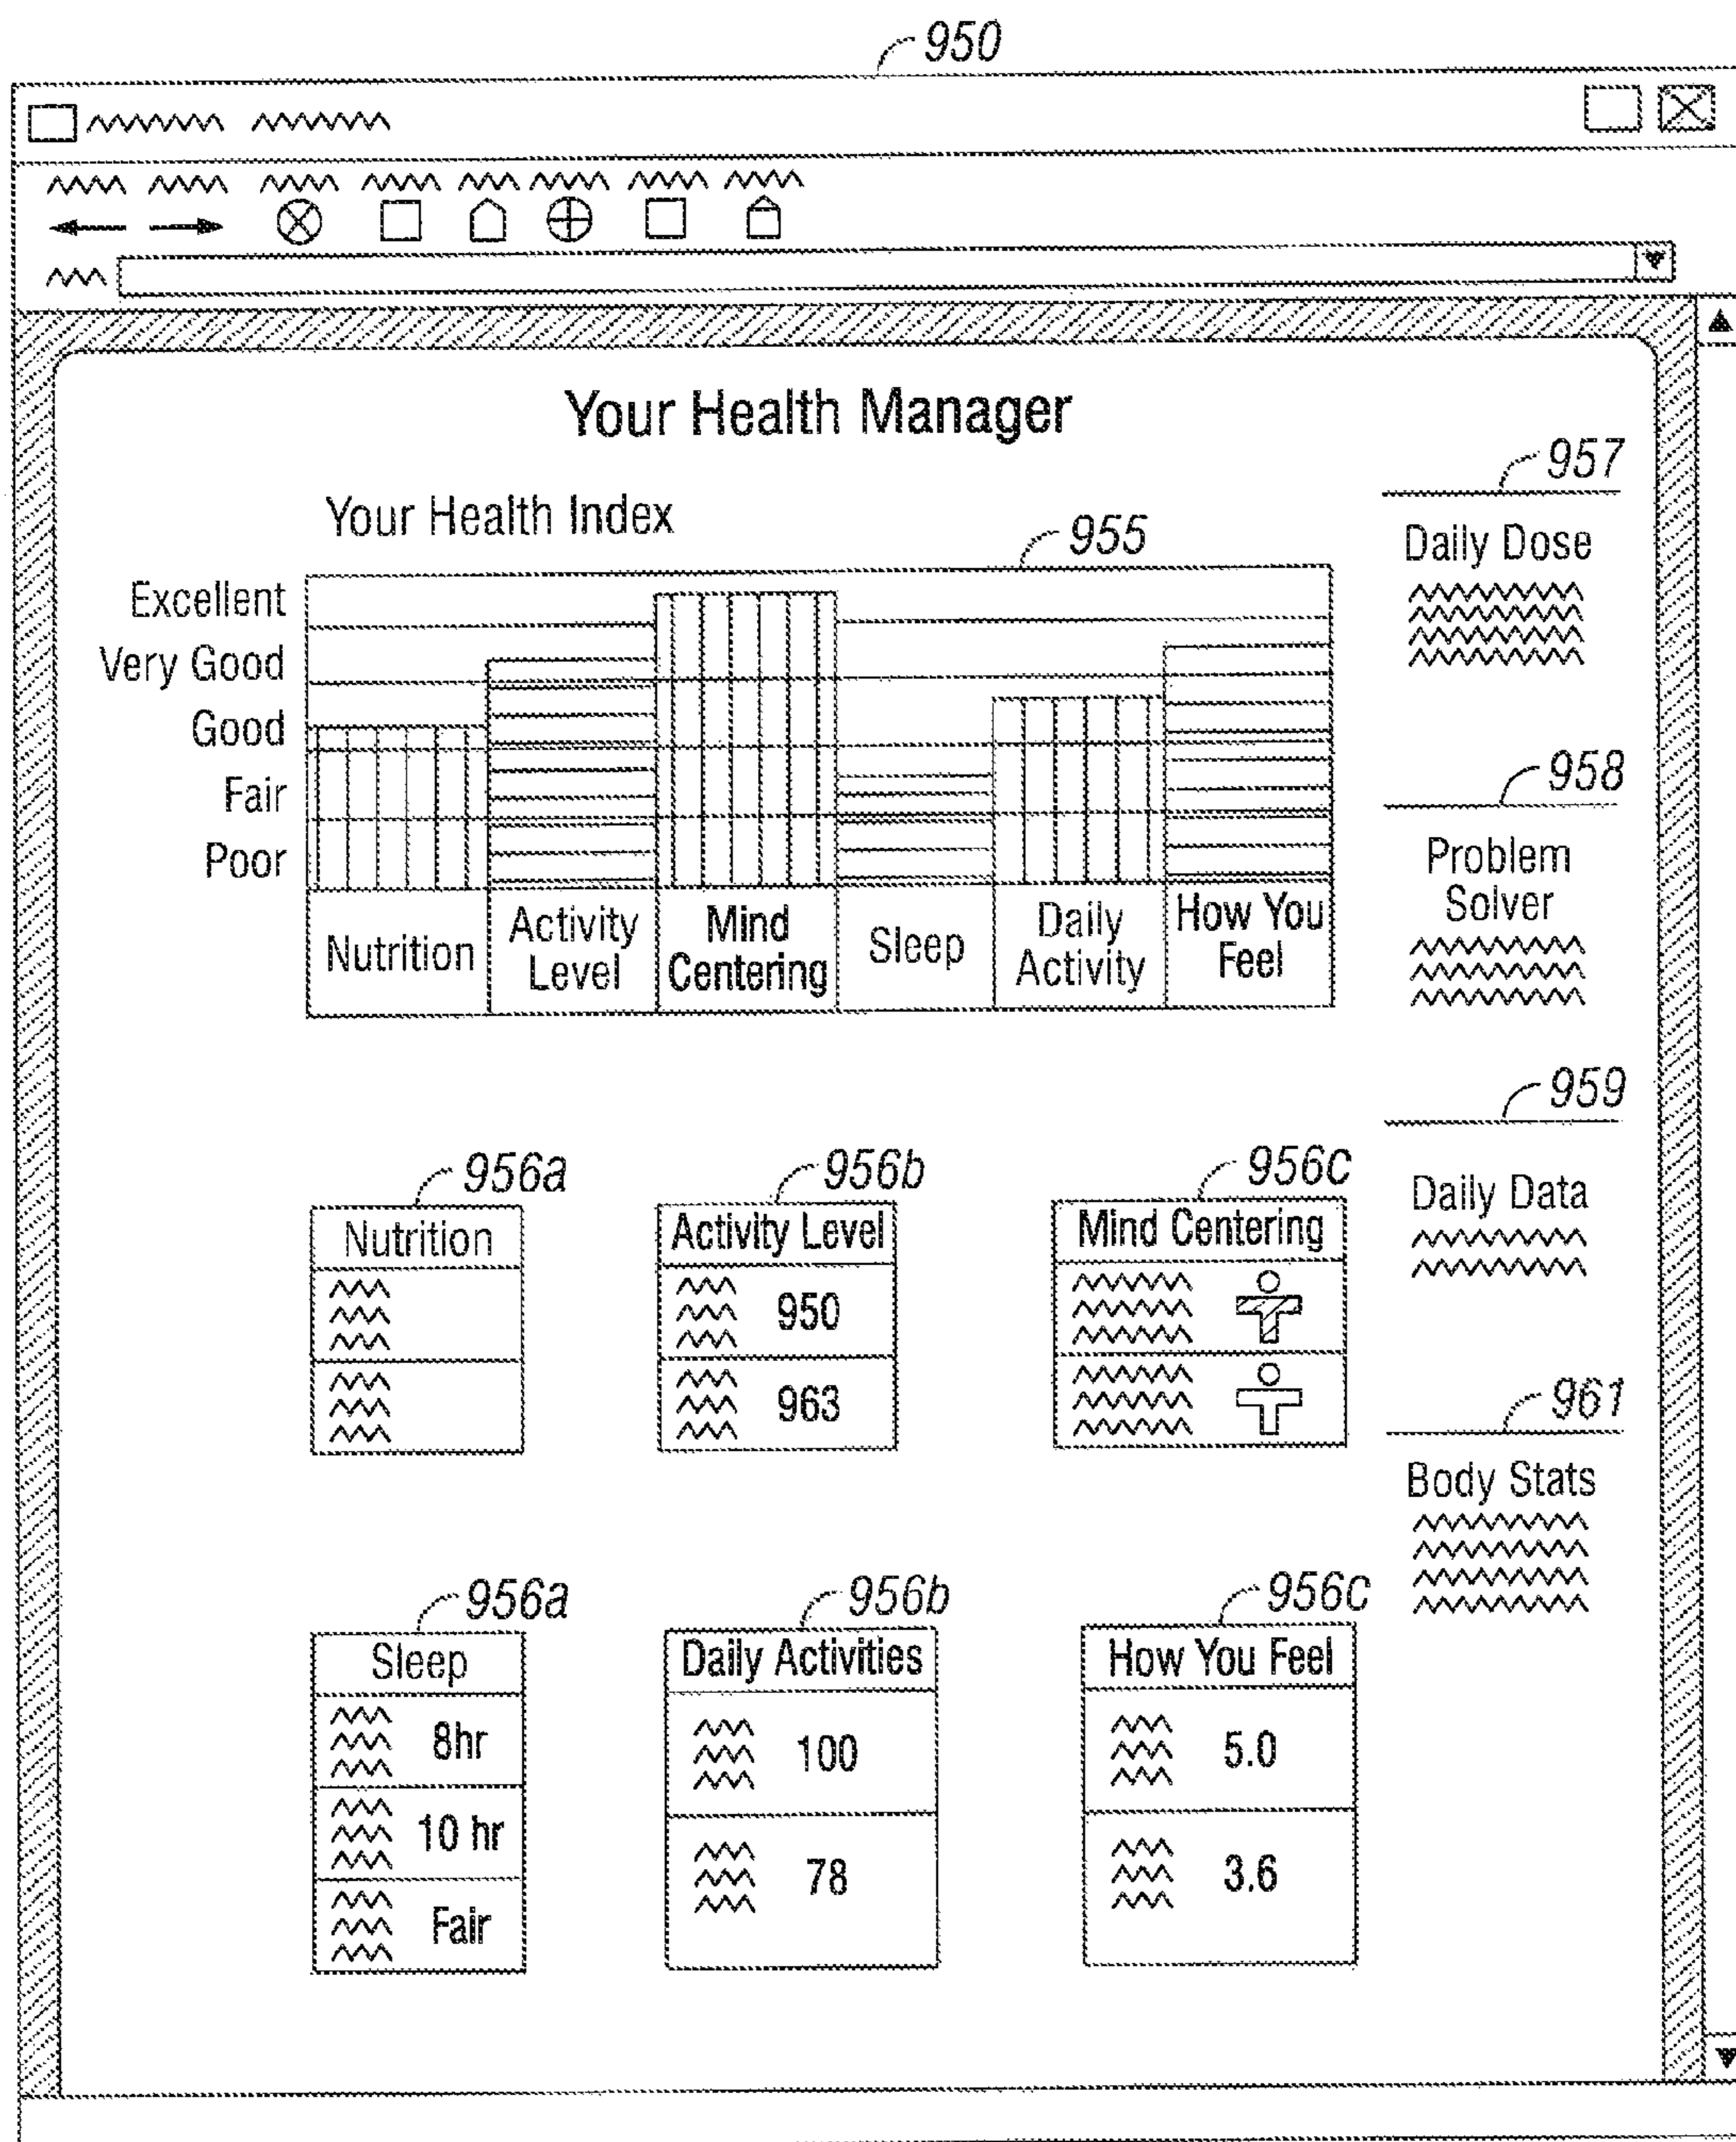 950
Your Health Manager
957
Your Health Index
955
Daily Dose
Excellent
Very Good
Good
Fair
Poor
958
Problem
Solver
Nutrition
Activity
Level
Mind
Centering
Sleep
Daily
Activity
How You
Feel
959
Daily Data
956a
956b
956c
Nutrition
Activity Level
950
963
Mind Centering
961
Body Stats
956a
956b
956c
Sleep
8hr
10 hr
Fair
Daily Activities
100
78
How You Feel
5.0
3.6